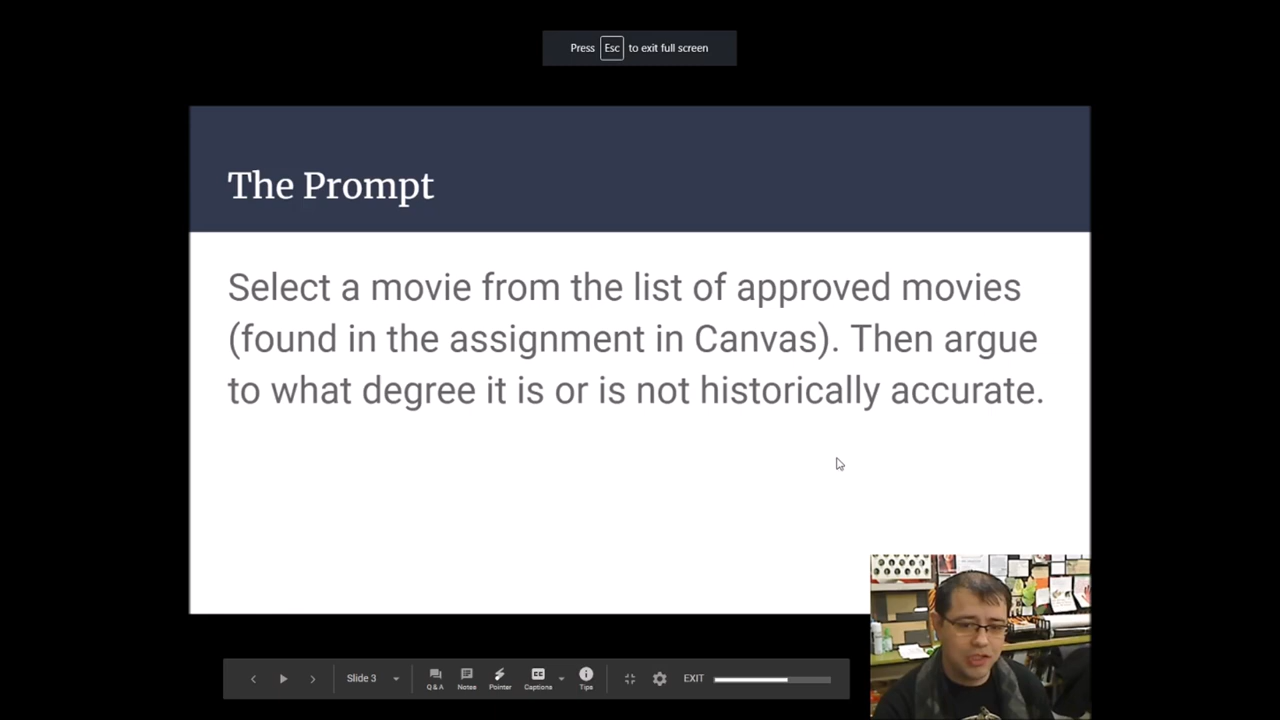 Press Esc to exit full screen
The Prompt
Select a movie from the list of approved movies
(found in the assignment in Canvas). Then argue
to what degree it is or is not historically accurate.
Slide 3
Q & A
Notes
Pointer
CC
Captions
Tips
EXIT